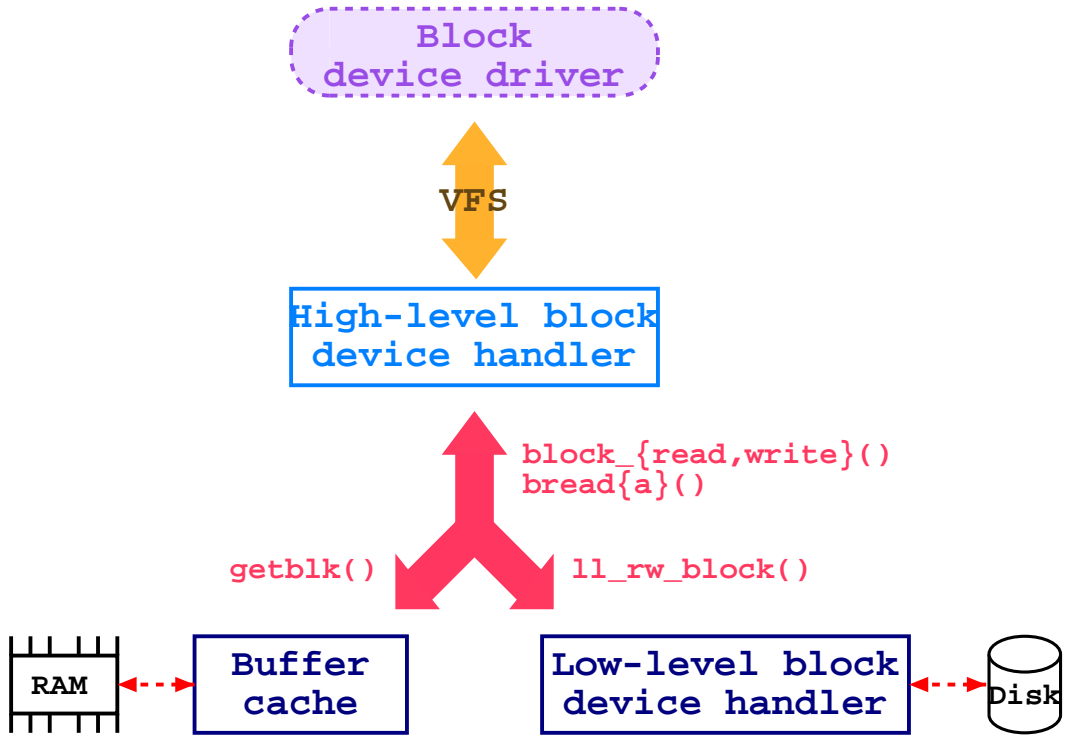 Block
device driver
VFS
High-level block
device handler
block_{read,write}()
bread{a}()
getblk()
ll_rw_block()
RAM
Buffer
cache
Low-level block
device handler
Disk